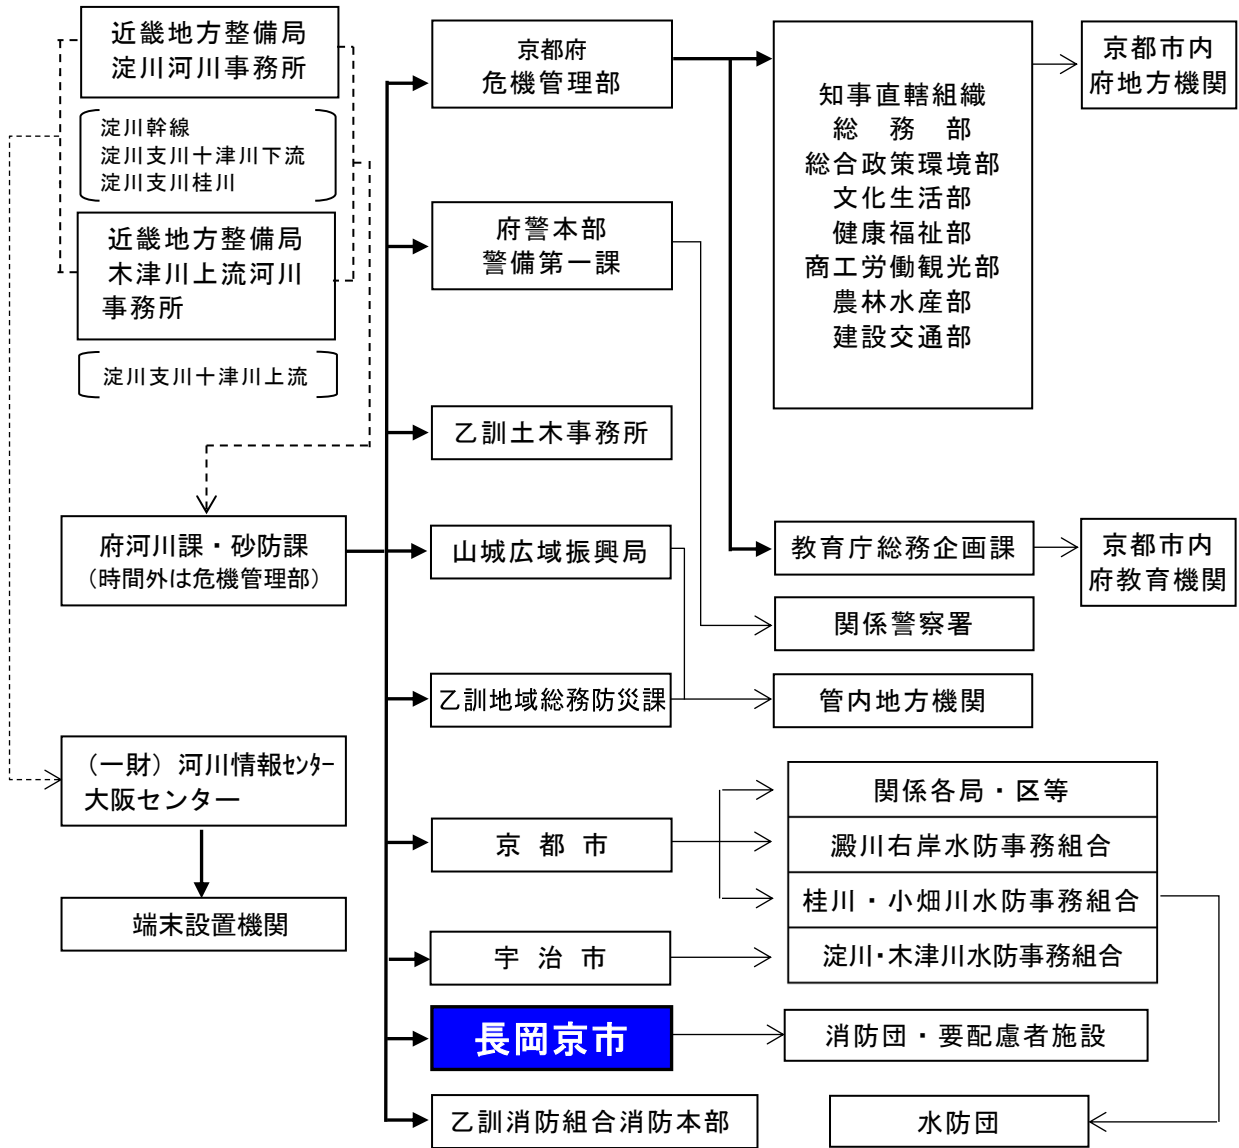 近畿地方整備局
淀川河川事務所
淀川幹線
淀川支川十津川下流
淀川支川桂川
近畿地方整備局
木津川上流河川
事務所
淀川支川十津川上流
府河川課・砂防課
（時間外は危機管理部）
（一財）河川情報ｾﾝﾀｰ
大阪センター
端末設置機関
京都府
危機管理部
府警本部
警備第一課
乙訓土木事務所
山城広域振興局
乙訓地域総務防災課
京 都 市
宇 治 市
長岡京市
乙訓消防組合消防本部
知事直轄組織
総 務 部
総合政策環境部
文化生活部
健康福祉部
商工労働観光部
農林水産部
建設交通部
教育庁総務企画課
関係警察署
管内地方機関
関係各局・区等
澱川右岸水防事務組合
桂川・小畑川水防事務組合
淀川･木津川水防事務組合
消防団・要配慮者施設
水防団
京都市内
府地方機関
京都市内
府教育機関